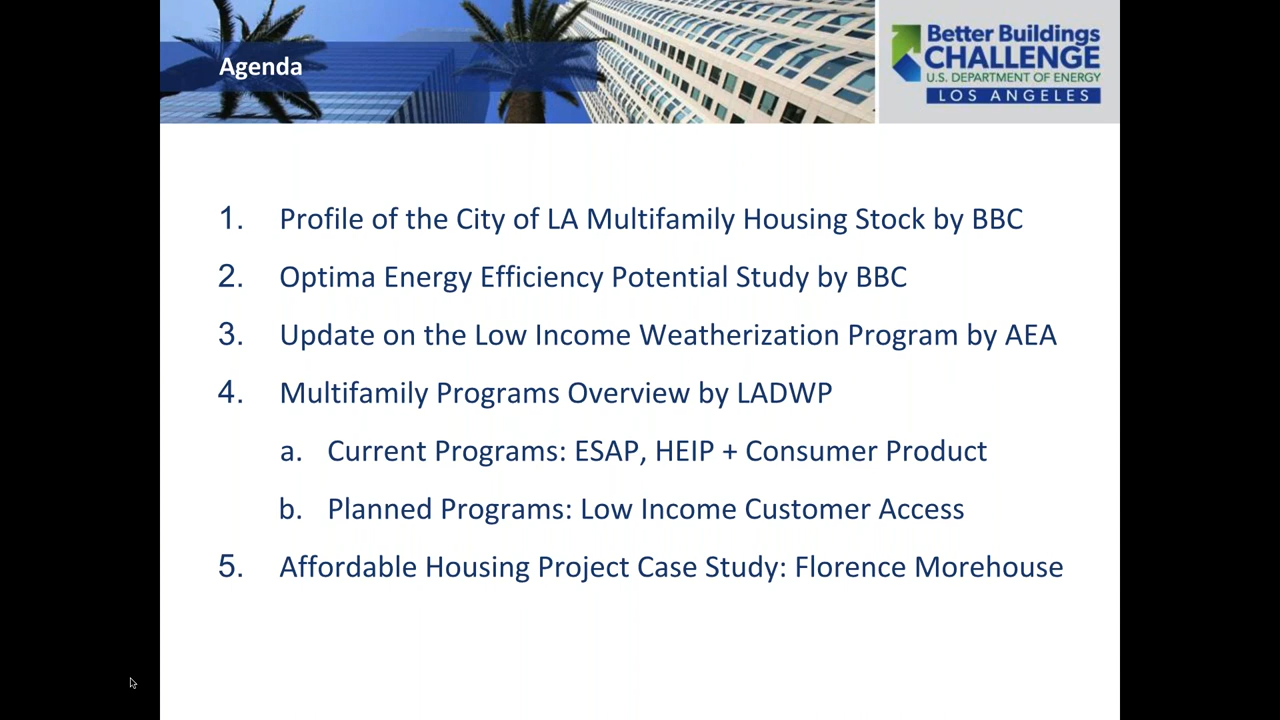 Agenda
Better Buildings
CHALLENGE
U.S. DEPARTMENT OF ENERGY
LOS ANGELES
1. Profile of the City of LA Multifamily Housing Stock by BBC
2. Optima Energy Efficiency Potential Study by BBC
3. Update on the Low Income Weatherization Program by AEA
4. Multifamily Programs Overview by LADWP
a. Current Programs: ESAP, HEIP + Consumer Product
b. Planned Programs: Low Income Customer Access
5. Affordable Housing Project Case Study: Florence Morehouse